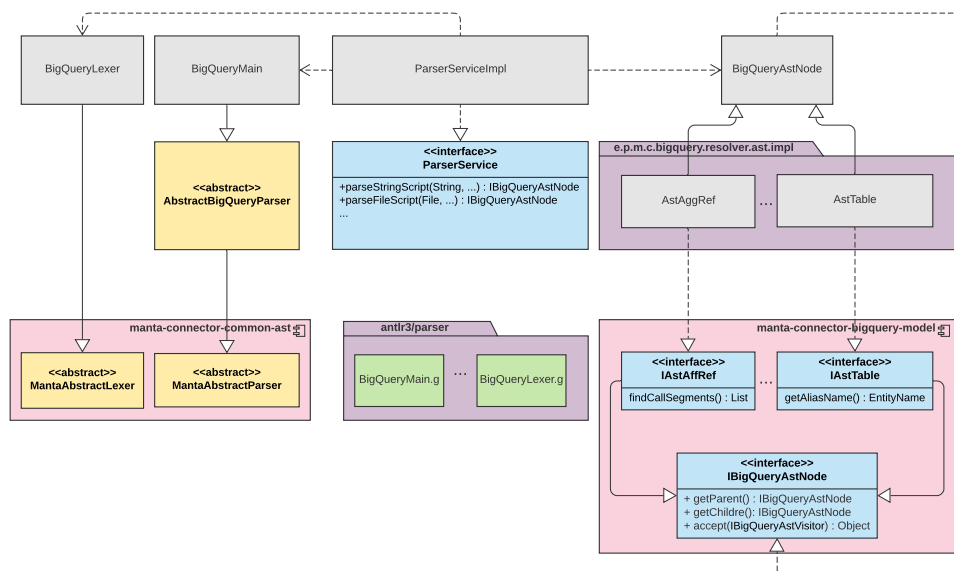 BigQueryLexer
BigQueryMain
ParserServiceImpl
BigQueryAstNode
<<abstract>>
AbstractBigQueryParser
<<interface>>
ParserService
+parseStringScript(String, ...) : IBigQueryAstNode
+parseFileScript(File, ...) : IBigQueryAstNode
...
e.p.m.c.bigquery.resolver.ast.impl
AstAggRef
...
AstTable
manta-connector-common-ast
<<abstract>>
MantaAbstractLexer
<<abstract>>
MantaAbstractParser
antlr3/parser
BigQueryMain.g
...
BigQueryLexer.g
manta-connector-bigquery-model
<<interface>>
IAstAffRef
findCallSegments() : List
...
<<interface>>
IAstTable
getAliasName() : EntityName
<<interface>>
IBigQueryAstNode
+ getParent() : IBigQueryAstNode
+ getChildre(): IBigQueryAstNode
+ accept(IBigQueryAstVisitor) : Object